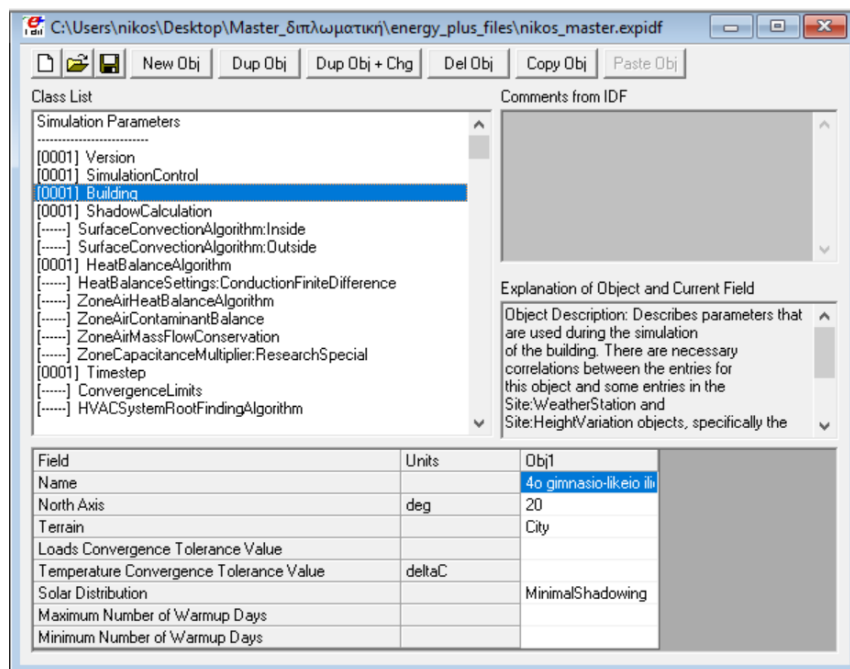 C:\Users\nikos\Desktop\Master_διπλωματική\energy_plus_files\nikos_master.expidf
New Obj Dup Obj Dup Obj + Chg Del Obj Copy Obj Paste Obj
Class List
Simulation Parameters
-------------------------
[0001] Version
[0001] SimulationControl
[0001] Building
[0001] ShadowCalculation
[------] SurfaceConvectionAlgorithm:Inside
[------] SurfaceConvectionAlgorithm:Outside
[0001] HeatBalanceAlgorithm
[------] HeatBalanceSettings:ConductionFiniteDifference
[------] ZoneAirHeatBalanceAlgorithm
[------] ZoneAirContaminantBalance
[------] ZoneAirMassFlowConservation
[------] ZoneCapacitanceMultiplier:ResearchSpecial
[0001] Timestep
[------] ConvergenceLimits
[------] HVACSystemRootFindingAlgorithm
Comments from IDF
Explanation of Object and Current Field
Object Description: Describes parameters that
are used during the simulation
of the building. There are necessary
correlations between the entries for
this object and some entries in the
Site:WeatherStation and
Site:HeightVariation objects, specifically the
Field Units Obj1
Name 4o gimnasio-likeio
North Axis deg 20
Terrain City
Loads Convergence Tolerance Value
Temperature Convergence Tolerance Value deltaC
Solar Distribution MinimalShadowing
Maximum Number of Warmup Days
Minimum Number of Warmup Days